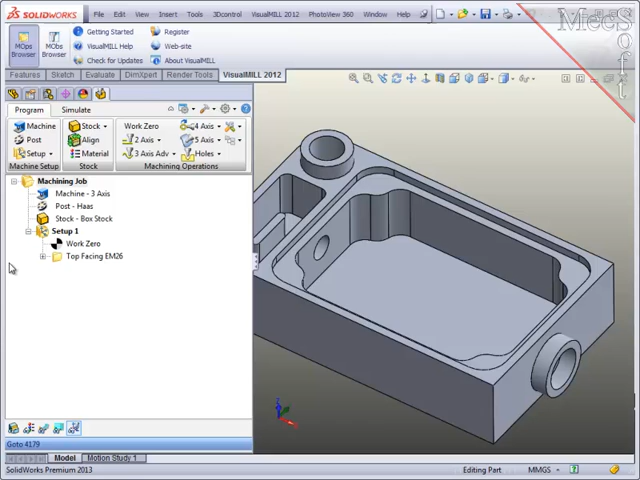 SOLIDWORKS File Edit View Insert Tools 3Dcontrol VisualMILL 2012 PhotoView 360 Window Help
MecSoft
MOps Browser
MObs Browser
Getting Started
VisualMILL Help
Check for Updates
Register
Web-site
About VisualMILL
Features Sketch Evaluate DimXpert Render Tools VisualMILL 2012
Program Simulate
Machine Stock Work Zero 4 Axis
Post Align 2 Axis 5 Axis
Setup Material 3 Axis Adv Holes
Machine Setup Stock Machining Operations
Machining Job
Machine - 3 Axis
Post - Haas
Stock - Box Stock
Setup 1
Work Zero
Top Facing EM26
Goto 4179
Model Motion Study 1
SolidWorks Premium 2013 Editing Part MMGS